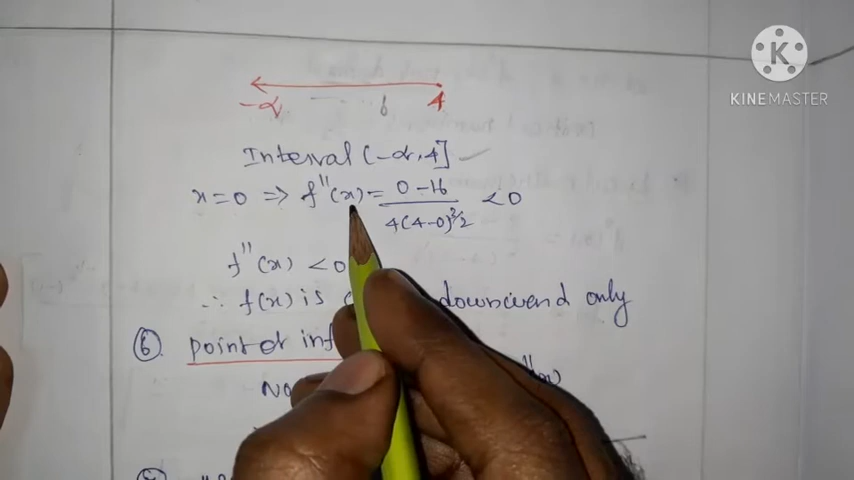 KINEMASTER
-∞ 4
Interval (-∞, 4]
x=0 ⇒ f''(x) = 0-16 / 4(4-0)^3/2 <0
f''(x) <0
∴ f(x) is downward only
⑥ point of inf
No